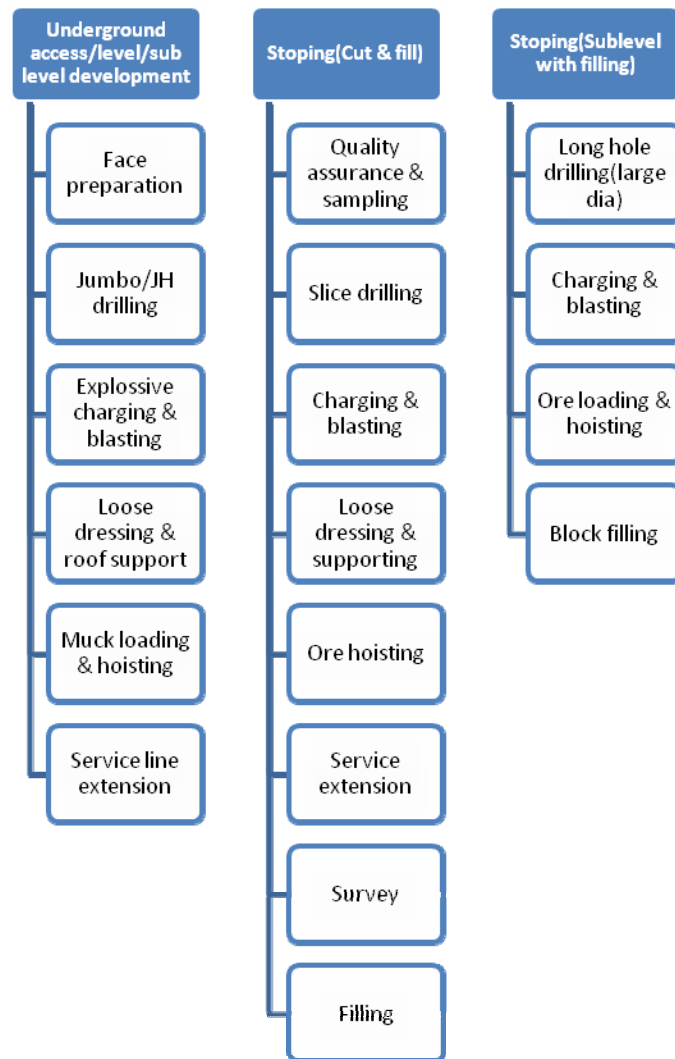 Underground
access/level/sub
level development
Face
preparation
Jumbo/JH
drilling
Explossive
charging &
blasting
Loose
dressing &
roof support
Muck loading
& hoisting
Service line
extension
Stoping(Cut & fill)
Quality
assurance &
sampling
Slice drilling
Charging &
blasting
Loose
dressing &
supporting
Ore hoisting
Service
extension
Survey
Filling
Stoping(Sublevel
with filling)
Long hole
drilling(large
dia)
Charging &
blasting
Ore loading &
hoisting
Block filling